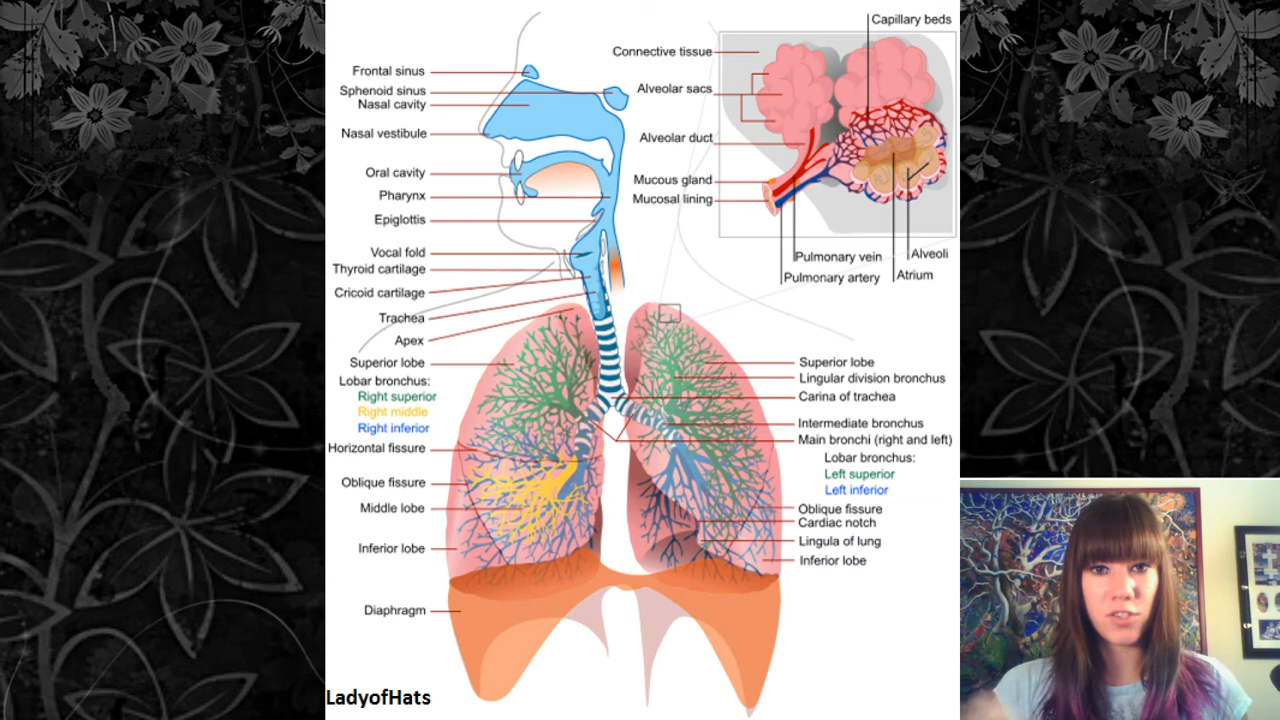 Capillary beds
Connective tissue
Alveolar sacs
Alveolar duct
Mucous gland
Mucosal lining
Pulmonary vein
Alveoli
Pulmonary artery
Atrium
Frontal sinus
Sphenoid sinus
Nasal cavity
Nasal vestibule
Oral cavity
Pharynx
Epiglottis
Vocal fold
Thyroid cartilage
Cricoid cartilage
Trachea
Apex
Superior lobe
Lobar bronchus:
Right superior
Right middle
Right inferior
Horizontal fissure
Oblique fissure
Middle lobe
Inferior lobe
Diaphragm
Superior lobe
Lingular division bronchus
Carina of trachea
Intermediate bronchus
Main bronchi (right and left)
Lobar bronchus:
Left superior
Left inferior
Oblique fissure
Cardiac notch
Lingula of lung
Inferior lobe
LadyofHats